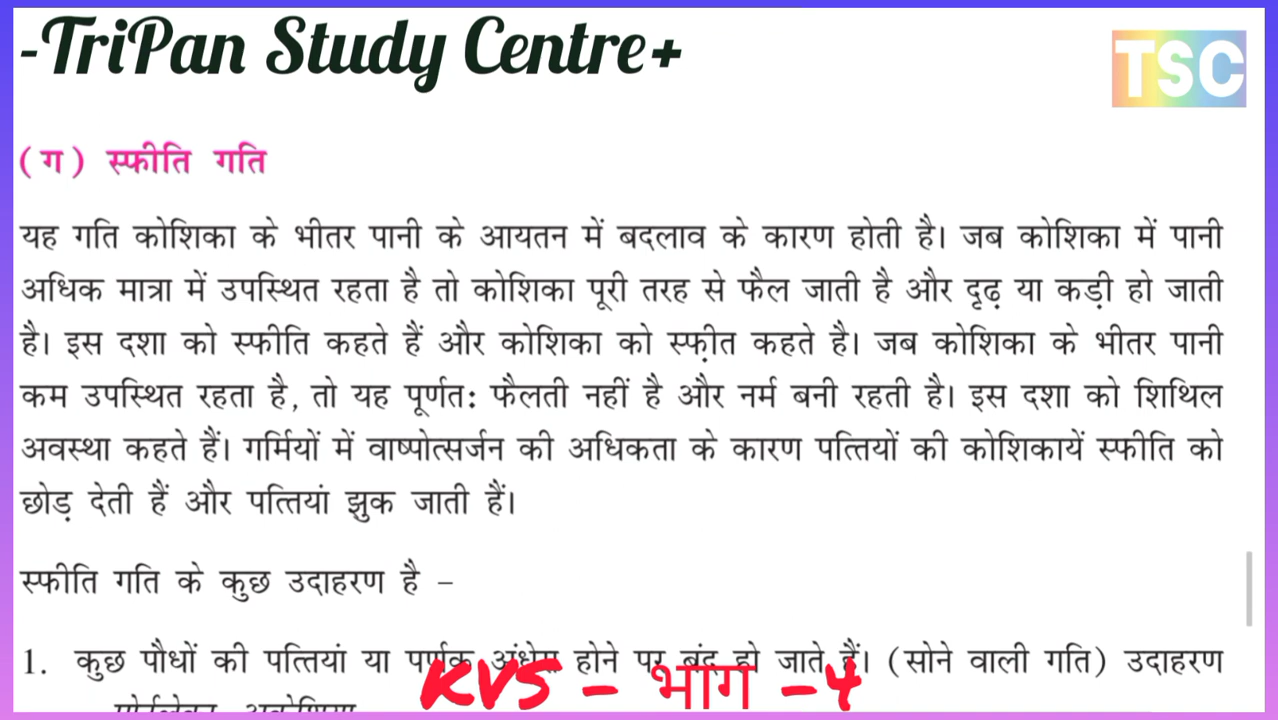 -TriPan Study Centre+
TSC
(ग) स्फीति गति
यह गति कोशिका के भीतर पानी के आयतन में बदलाव के कारण होती है। जब कोशिका में पानी
अधिक मात्रा में उपस्थित रहता है तो कोशिका पूरी तरह से फैल जाती है और दृढ़ या कड़ी हो जाती
है। इस दशा को स्फीति कहते हैं और कोशिका को स्फ़ीत कहते है। जब कोशिका के भीतर पानी
कम उपस्थित रहता है, तो यह पूर्णत: फैलती नहीं है और नर्म बनी रहती है। इस दशा को शिथिल
अवस्था कहते हैं। गर्मियों में वाष्पोत्सर्जन की अधिकता के कारण पत्तियों की कोशिकायें स्फीति को
छोड़ देती हैं और पत्तियां झुक जाती हैं।
स्फीति गति के कुछ उदाहरण है –
1. कुछ पौधों की पत्तियां या पर्णक अंधेरा होने पर बंद हो जाते हैं। (सोने वाली गति) उदाहरण
KVS – भाग – 4